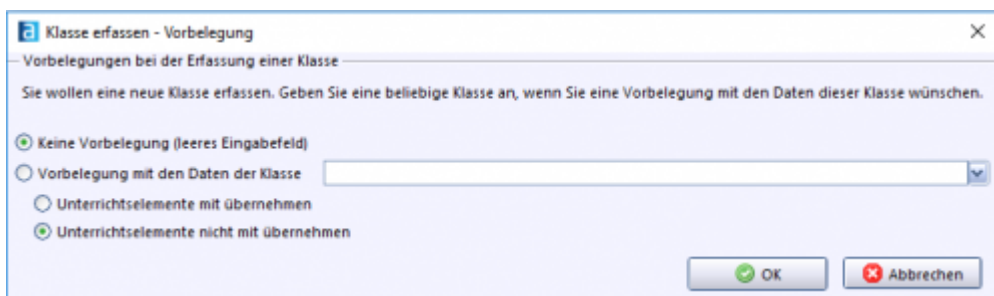 Klasse erfassen - Vorbelegung
Vorbelegungen bei der Erfassung einer Klasse
Sie wollen eine neue Klasse erfassen. Geben Sie eine beliebige Klasse an, wenn Sie eine Vorbelegung mit den Daten dieser Klasse wünschen.
Keine Vorbelegung (leeres Eingabefeld)
Vorbelegung mit den Daten der Klasse
Unterrichtselemente mit übernehmen
Unterrichtselemente nicht mit übernehmen
OK Abbrechen